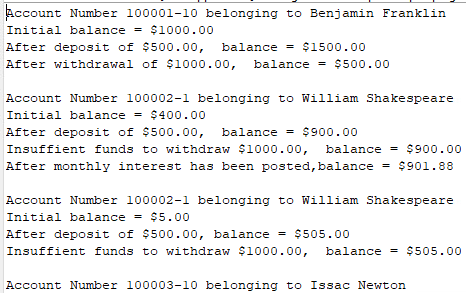 Account Number 100001-10 belonging to Benjamin Franklin
Initial balance = $1000.00
After deposit of $500.00,  balance = $1500.00
After withdrawal of $1000.00,  balance = $500.00

Account Number 100002-1 belonging to William Shakespeare
Initial balance = $400.00
After deposit of $500.00,  balance = $900.00
Insuffient funds to withdraw $1000.00,  balance = $900.00
After monthly interest has been posted,balance = $901.88

Account Number 100002-1 belonging to William Shakespeare
Initial balance = $5.00
After deposit of $500.00, balance = $505.00
Insuffient funds to withdraw $1000.00,  balance = $505.00

Account Number 100003-10 belonging to Issac Newton